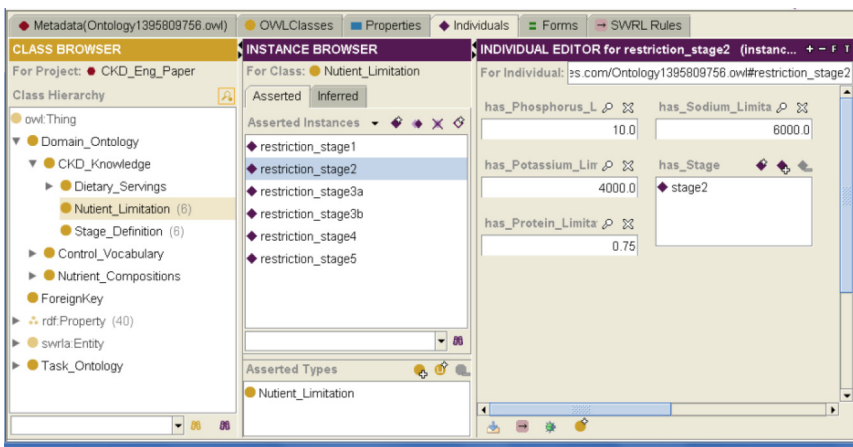 Metadata(Ontology1395809756.owl)
OWLClasses
Properties
Individuals
Forms
SWRL Rules
CLASS BROWSER
For Project: CKD_Eng_Paper
Class Hierarchy
owl:Thing
Domain_Ontology
CKD_Knowledge
Dietary_Servings
Nutient_Limitation (6)
Stage_Definition (6)
Control_Vocabulary
Nutrient_Compositions
ForeignKey
rdf:Property (40)
swrla:Entity
Task_Ontology
INSTANCE BROWSER
For Class: Nutient_Limitation
Asserted
Inferred
Asserted Instances
restriction_stage1
restriction_stage2
restriction_stage3a
restriction_stage3b
restriction_stage4
restriction_stage5
Asserted Types
Nutient_Limitation
INDIVIDUAL EDITOR for restriction_stage2 (instanc... + - F T
For Individual: es.com/Ontology1395809756.owl#restriction_stage2
has_Phosphorus_L
10.0
has_Sodium_Limita
6000.0
has_Potassium_Lim
4000.0
has_Stage
stage2
has_Protein_Limita
0.75